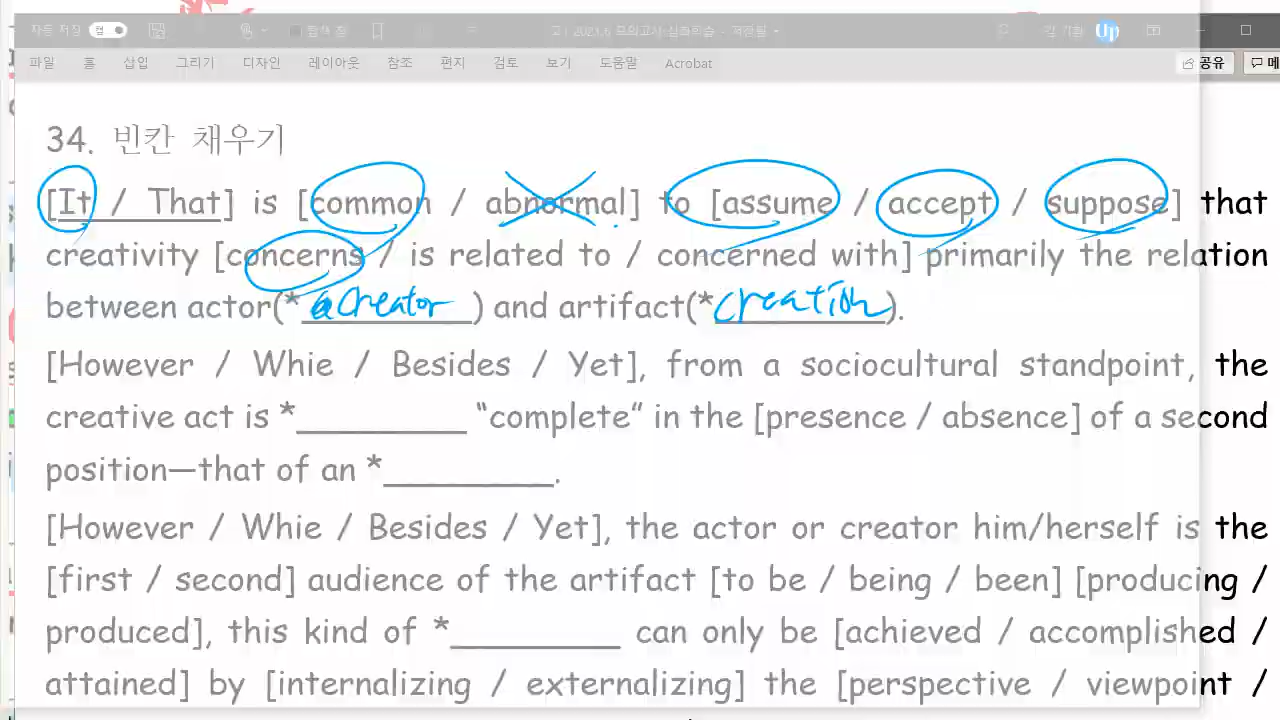 자동 저장 고1 2021.6 모의고사 심화학습 - 저장됨
파일 홈 삽입 그리기 디자인 레이아웃 참조 편지 검토 보기 도움말 Acrobat 공유 메
34. 빈칸 채우기
[It / That] is [common / abnormal] to [assume / accept / suppose] that
creativity [concerns / is related to / concerned with] primarily the relation
between actor(* creator ) and artifact(* creation ).
[However / Whie / Besides / Yet], from a sociocultural standpoint, the
creative act is *__________ “complete” in the [presence / absence] of a second
position—that of an *__________.
[However / Whie / Besides / Yet], the actor or creator him/herself is the
[first / second] audience of the artifact [to be / being / been] [producing /
produced], this kind of *__________ can only be [achieved / accomplished /
attained] by [internalizing / externalizing] the [perspective / viewpoint /